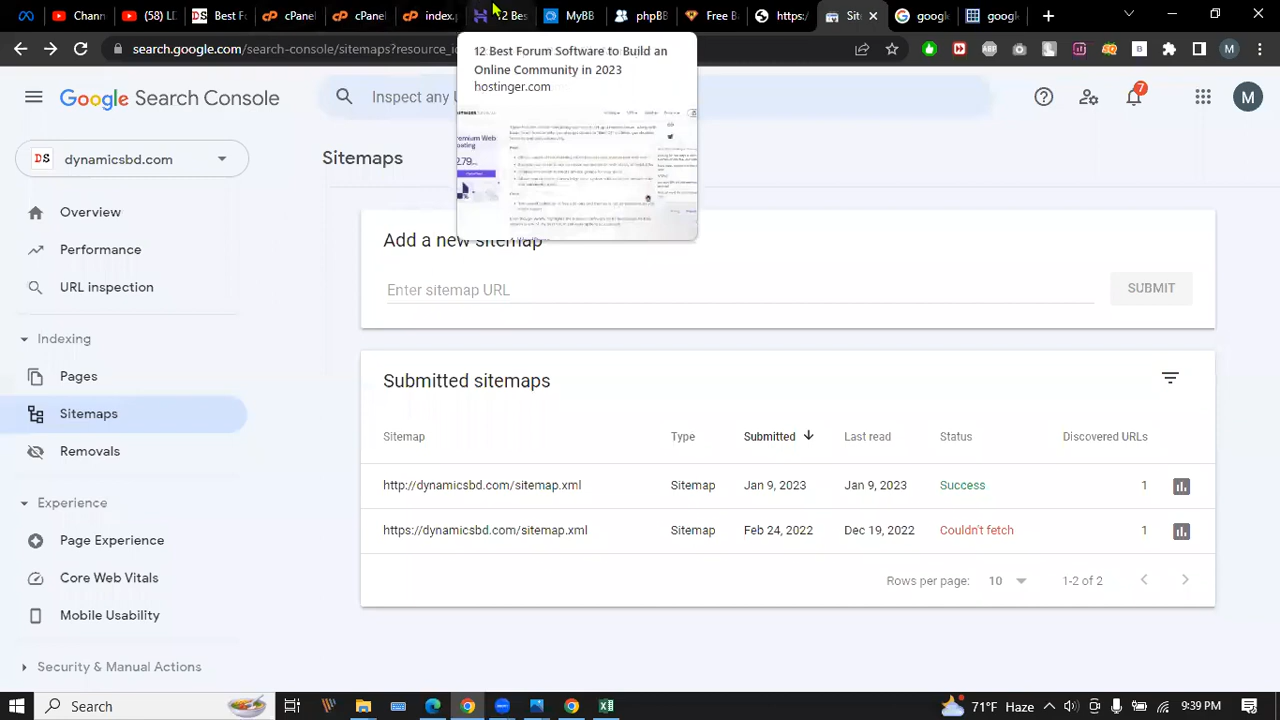 (58) LI
Chan
(58)
Best F
Pos
Index
12 Bes
MyBB
phpBB
https:/
Site
googl
googl
search.google.com/search-console/sitemaps?resource_i
12 Best Forum Software to Build an
Online Community in 2023
hostinger.com
Google Search Console
Inspect any U
7
M
dynamicsbd.com
Sitemaps
Overview
Add a new sitemap
Performance
Enter sitemap URL
SUBMIT
URL inspection
Indexing
Pages
Submitted sitemaps
Sitemaps
Sitemap Type Submitted Last read Status Discovered URLs
Removals
http://dynamicsbd.com/sitemap.xml Sitemap Jan 9, 2023 Jan 9, 2023 Success 1
Experience
https://dynamicsbd.com/sitemap.xml Sitemap Feb 24, 2022 Dec 19, 2022 Couldn't fetch 1
Page Experience
Core Web Vitals
Rows per page: 10 1-2 of 2
Mobile Usability
Security & Manual Actions
Search
71°F Haze
9:39 PM